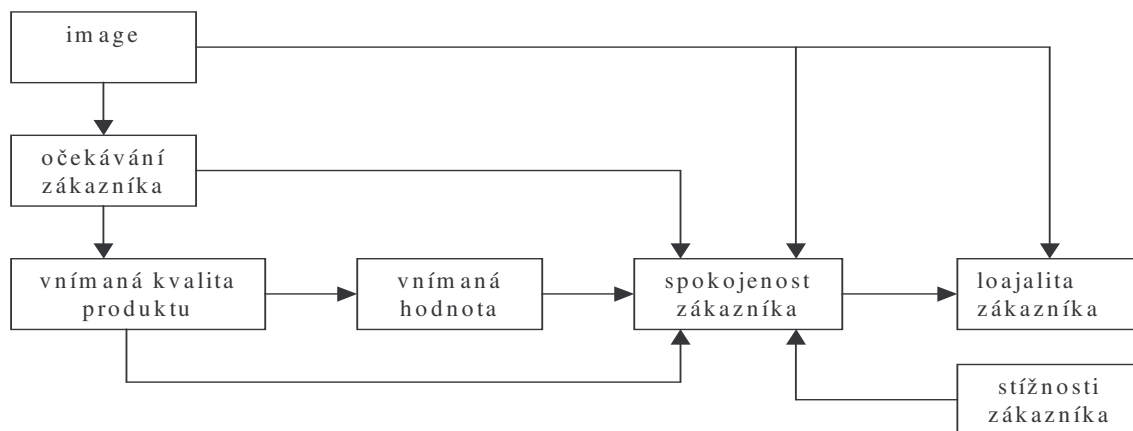 image
očekávání
zákazníka
vnímaná kvalita
produktu
vnímaná
hodnota
spokojenost
zákazníka
loajalita
zákazníka
stížnosti
zákazníka